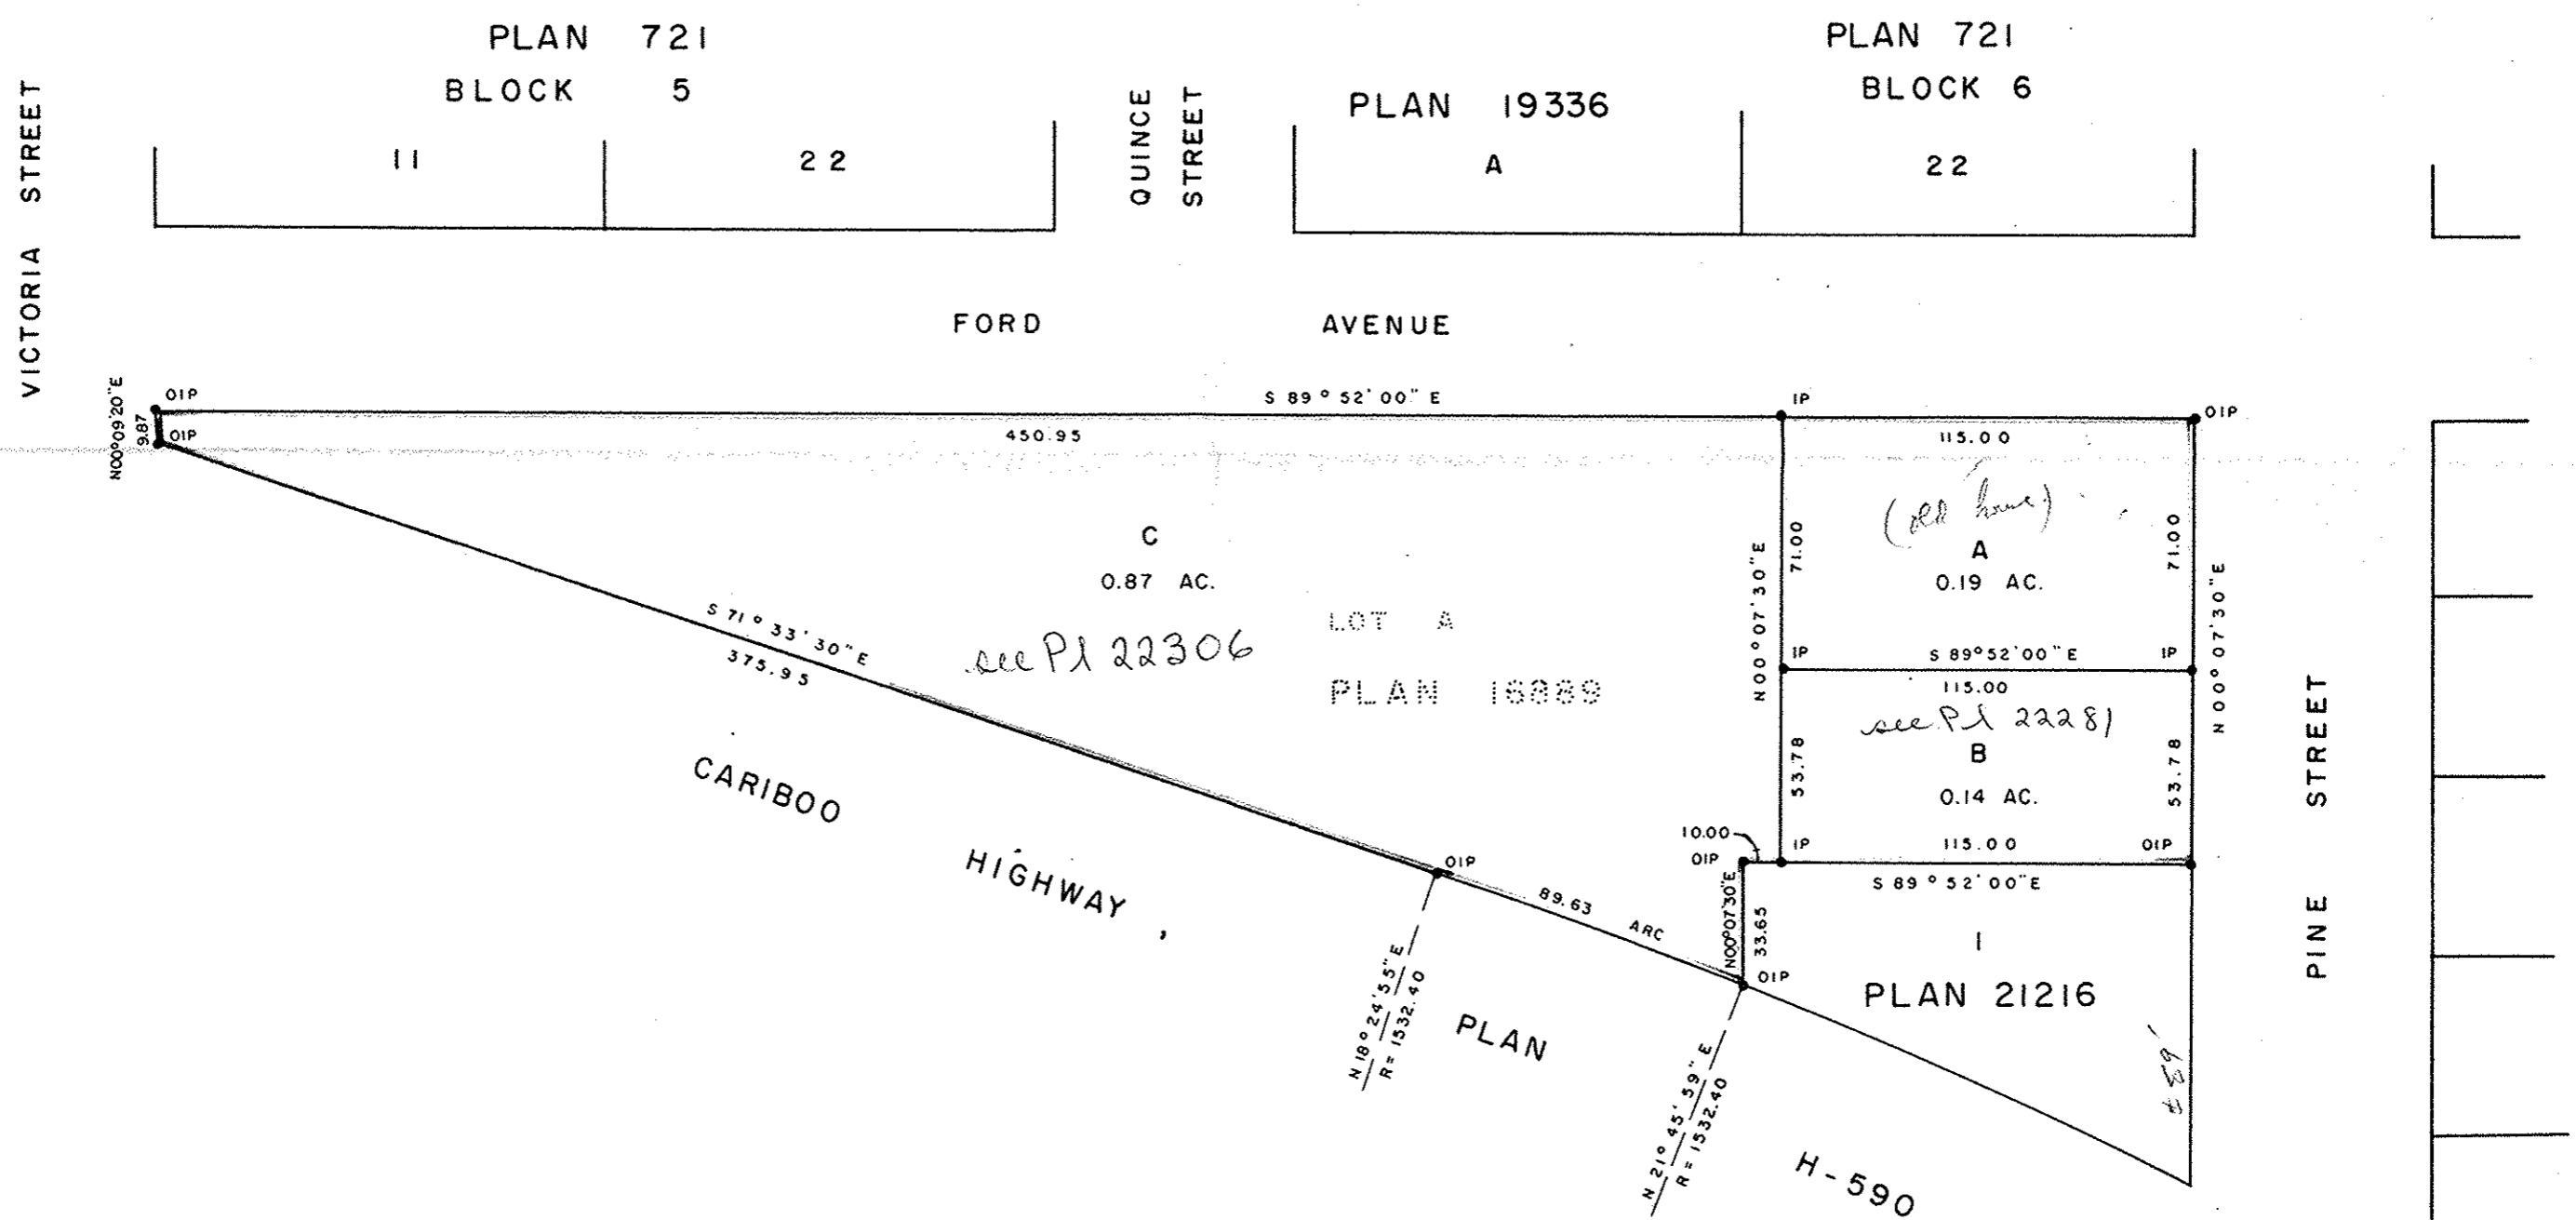 PLAN 721
BLOCK 5
11
22
VICTORIA STREET
QUINCE
STREET
PLAN 19336
A
PLAN 721
BLOCK 6
22
FORD AVENUE
N00°09'20"E
9.87
OIP
OIP
S 89° 52' 00" E
450.95
IP
OIP
115.00
C
0.87 AC.
see Pl 22306
LOT A
PLAN 16889
S 71° 33' 30" E
375.95
N 00° 07' 30" E
71.00
(old house)
A
0.19 AC.
71.00
N 00° 07' 30" E
IP
S 89° 52' 00" E
IP
115.00
see Pl 22281
B
0.14 AC.
53.78
53.78
10.00
OIP
IP
115.00
OIP
S 89° 52' 00" E
N00°07'30"E
33.65
1
PLAN 21216
OIP
89.63 ARC
OIP
N 18° 24' 55" E
R = 1532.40
N 21° 45' 59" E
R = 1532.40
CARIBOO HIGHWAY, PLAN H-590
PINE STREET